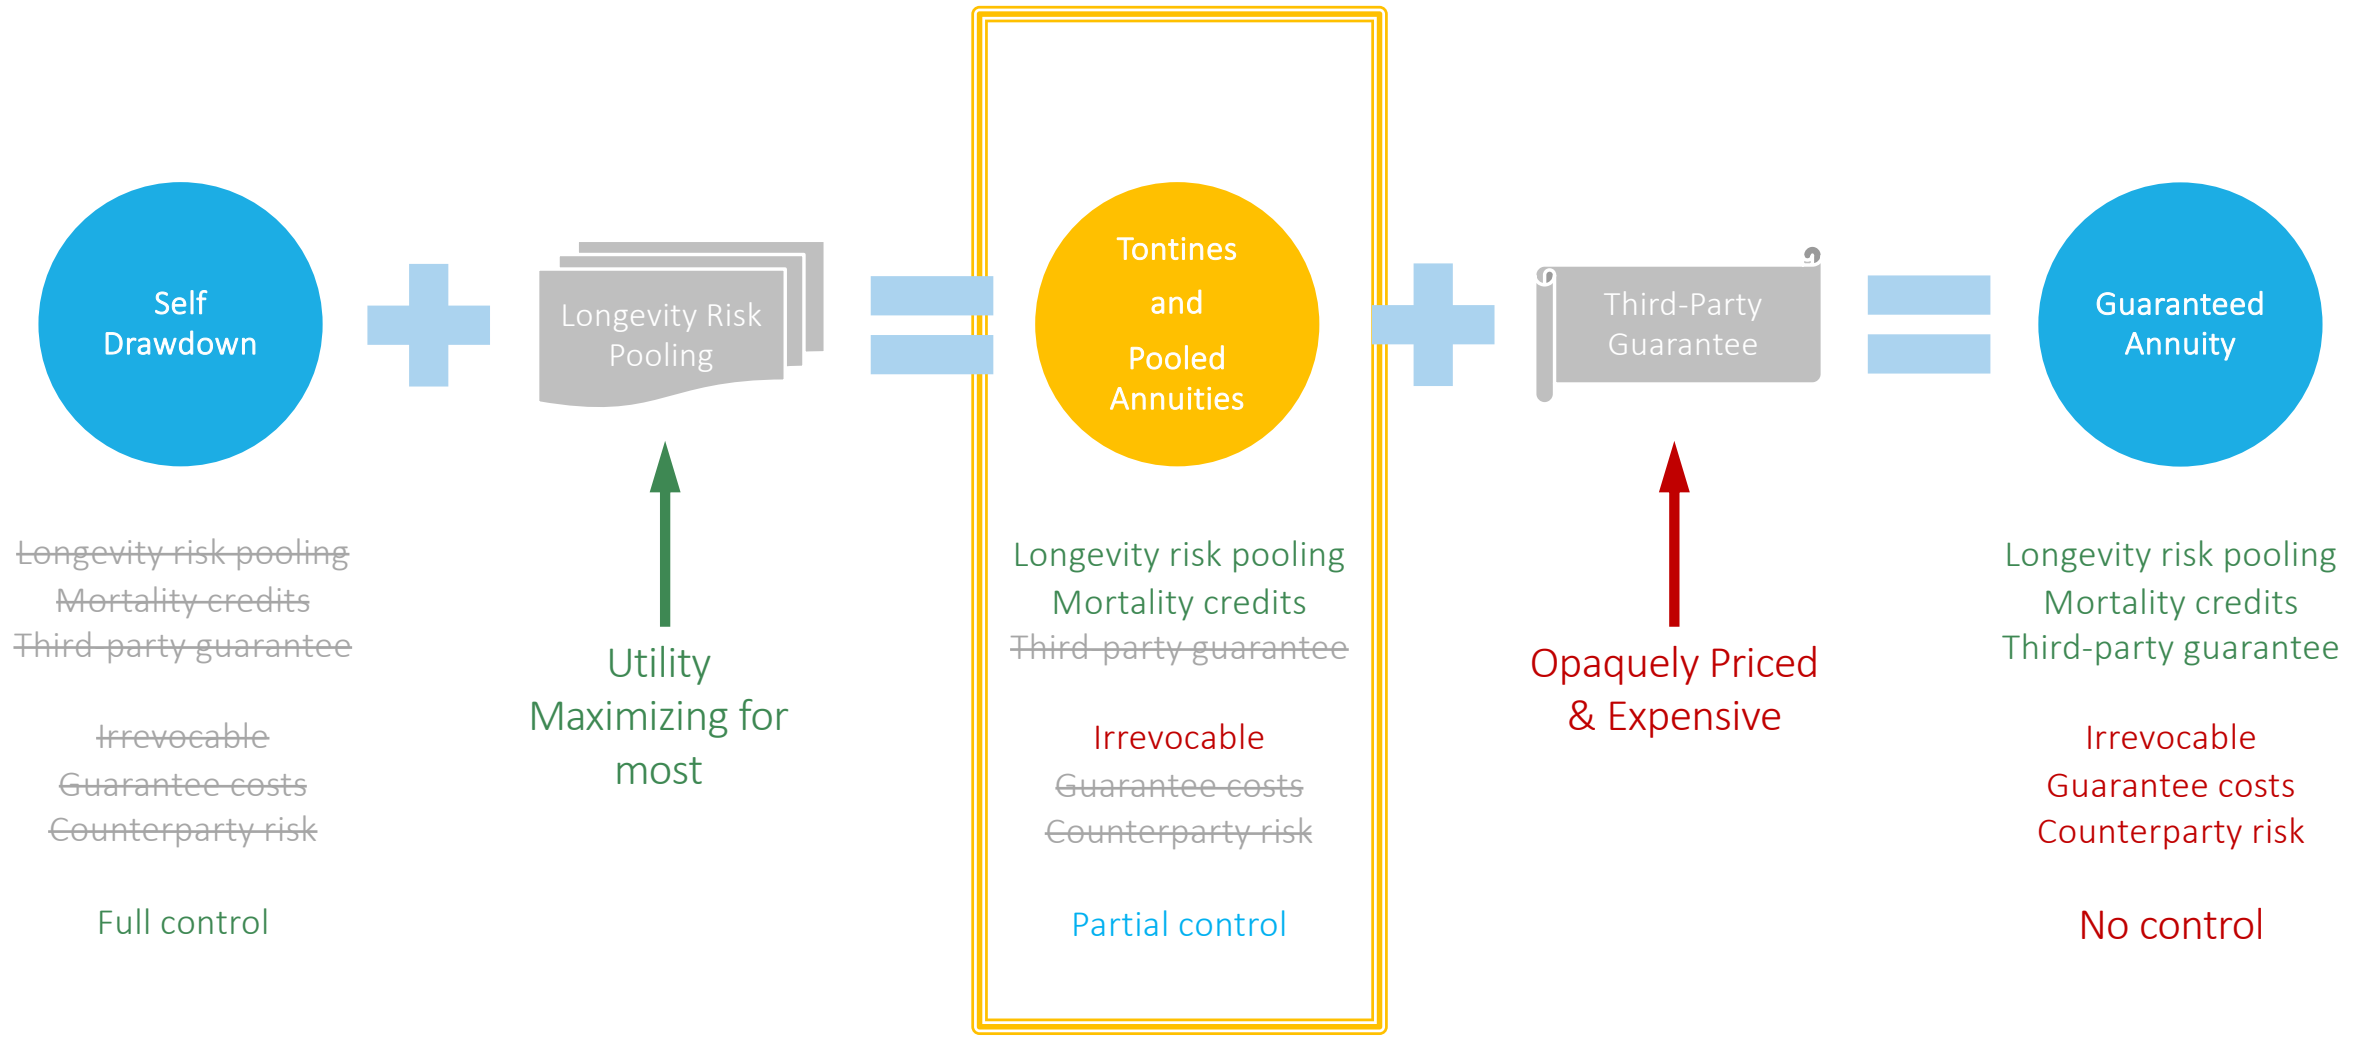 Self
Drawdown
Longevity Risk
Pooling
Tontines
and
Pooled
Annuities
Third-Party
Guarantee
Guaranteed
Annuity
Longevity risk pooling
Mortality credits
Third-party guarantee
Irrevocable
Guarantee costs
Counterparty risk
Full control
Utility
Maximizing for
most
Longevity risk pooling
Mortality credits
Third-party guarantee
Irrevocable
Guarantee costs
Counterparty risk
Partial control
Opaquely Priced
& Expensive
Longevity risk pooling
Mortality credits
Third-party guarantee
Irrevocable
Guarantee costs
Counterparty risk
No control